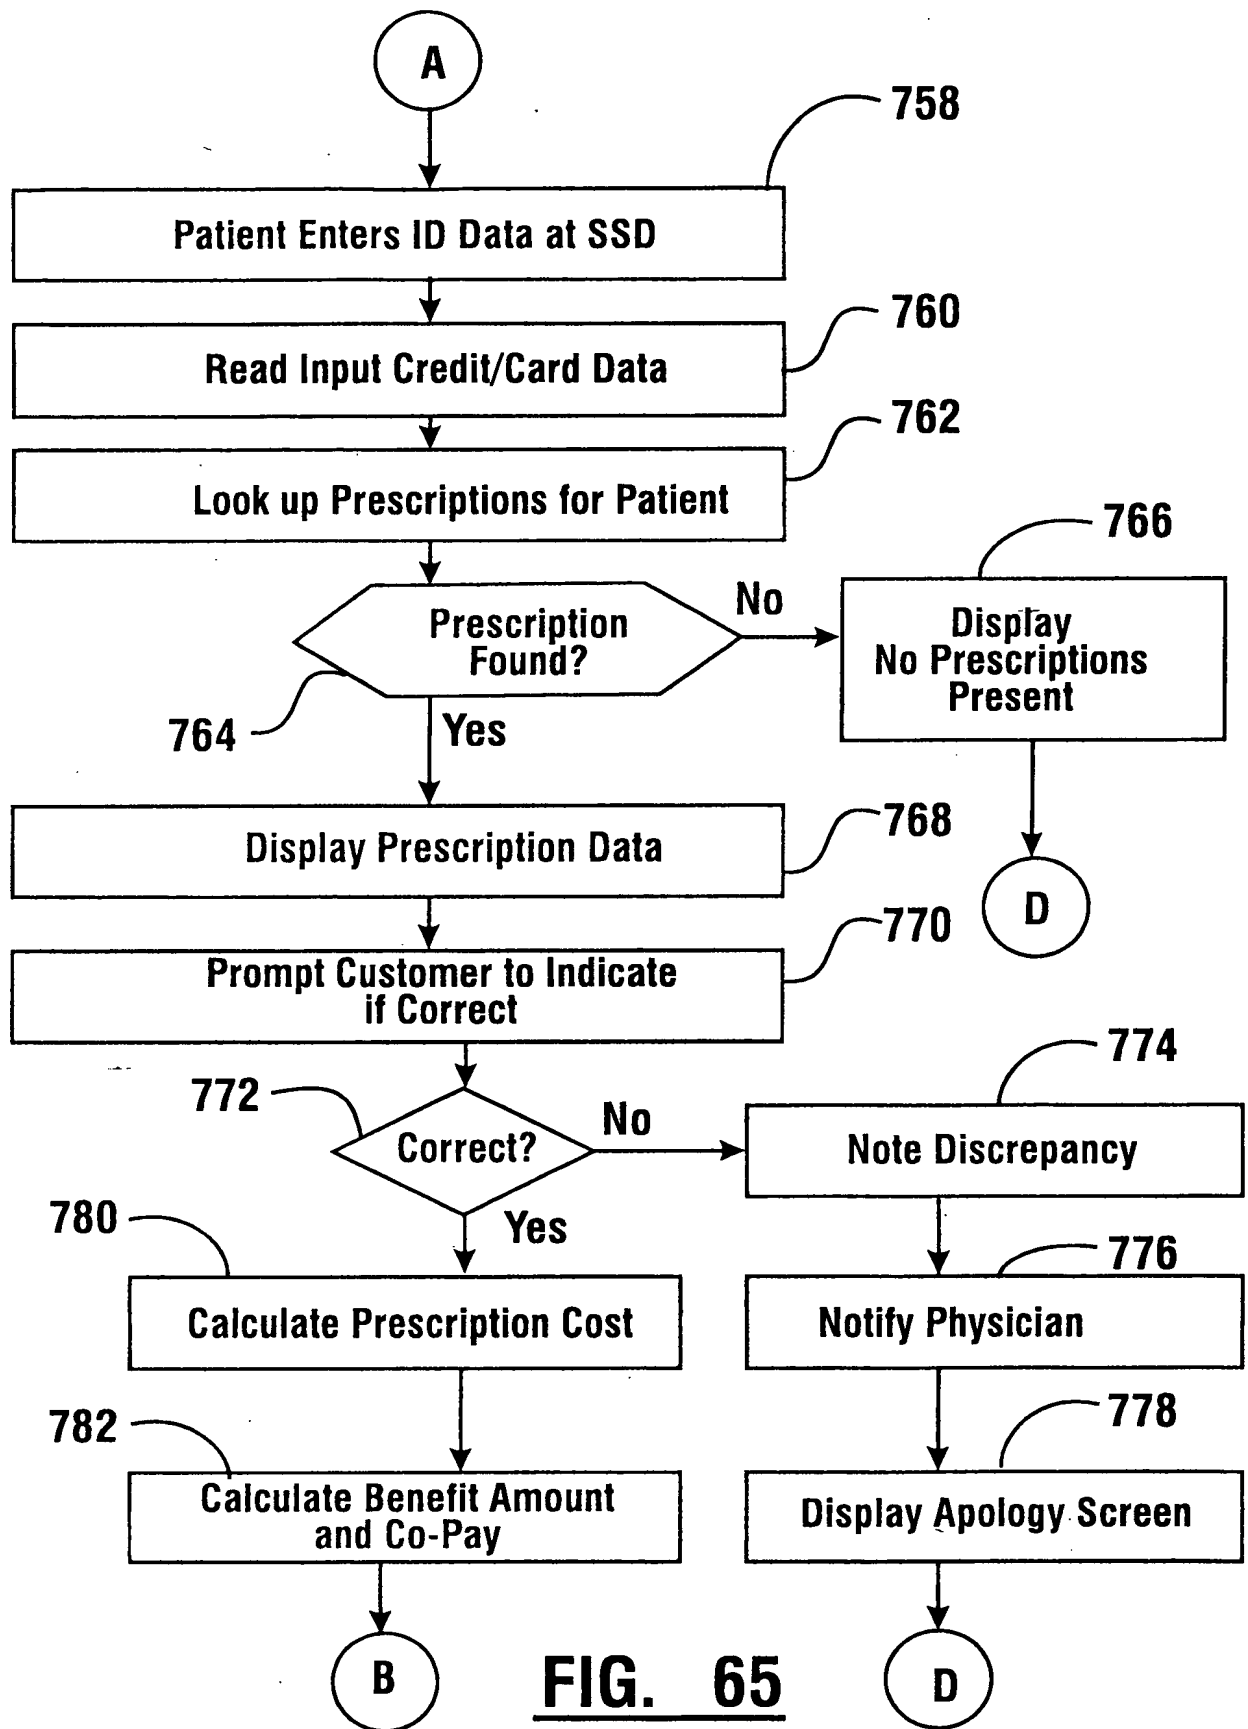 A
758
Patient Enters ID Data at SSD
760
Read Input Credit/Card Data
762
Look up Prescriptions for Patient
766
Prescription
Found?
No
Display
No Prescriptions
Present
764
Yes
768
Display Prescription Data
D
770
Prompt Customer to Indicate
if Correct
774
772
Correct?
No
Note Discrepancy
780
Yes
776
Calculate Prescription Cost
Notify Physician
778
782
Calculate Benefit Amount
and Co-Pay
Display Apology Screen
B
FIG. 65
D